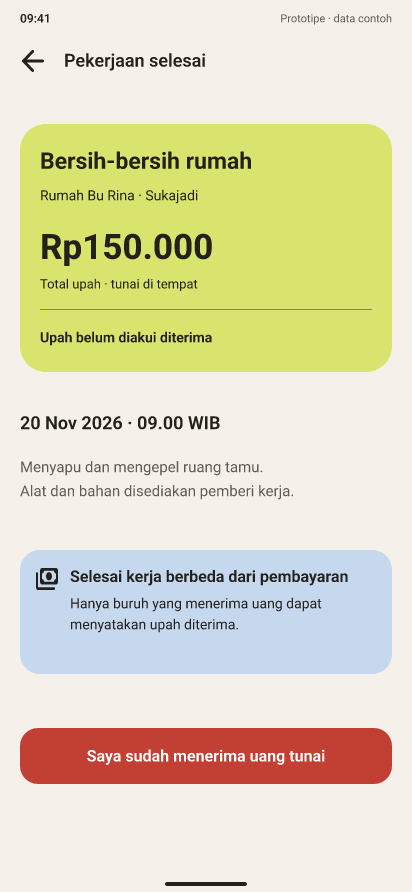 09:41
Prototipe · data contoh
Pekerjaan selesai
Bersih-bersih rumah
Rumah Bu Rina · Sukajadi
Rp150.000
Total upah · tunai di tempat
Upah belum diakui diterima
20 Nov 2026 · 09.00 WIB
Menyapu dan mengepel ruang tamu.
Alat dan bahan disediakan pemberi kerja.
Selesai kerja berbeda dari pembayaran
Hanya buruh yang menerima uang dapat
menyatakan upah diterima.
Saya sudah menerima uang tunai